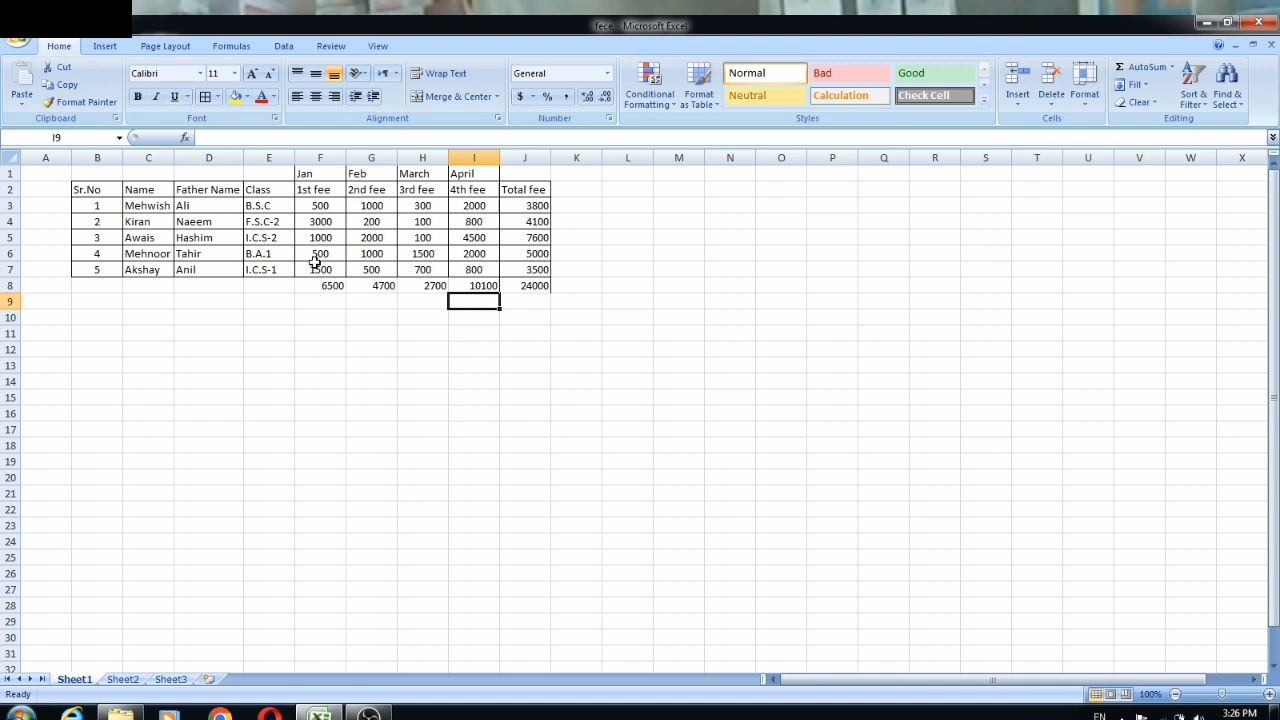 fece - Microsoft Excel
Home Insert Page Layout Formulas Data Review View
Paste Cut Copy Format Painter Clipboard
Calibri 11 A A B I U A Font
Wrap Text Merge & Center Alignment
General $ % , Number
Conditional Formatting Format as Table Normal Bad Good Neutral Calculation Check Cell Styles
Insert Delete Format Cells
Σ AutoSum Fill Clear Sort & Filter Find & Select Editing
I9 fx
A B C D E F G H I J K L M N O P Q R S T U V W X
1 Jan Feb March April
2 Sr.No Name Father Name Class 1st fee 2nd fee 3rd fee 4th fee Total fee
3 1 Mehwish Ali B.S.C 500 1000 300 2000 3800
4 2 Kiran Naeem F.S.C-2 3000 200 100 800 4100
5 3 Awais Hashim I.C.S-2 1000 2000 100 4500 7600
6 4 Mehnoor Tahir B.A.1 500 1000 1500 2000 5000
7 5 Akshay Anil I.C.S-1 1500 500 700 800 3500
8 6500 4700 2700 10100 24000
9
10
11
12
13
14
15
16
17
18
19
20
21
22
23
24
25
26
27
28
29
30
31
32
Sheet1 Sheet2 Sheet3
Ready 100%
EN 3:26 PM